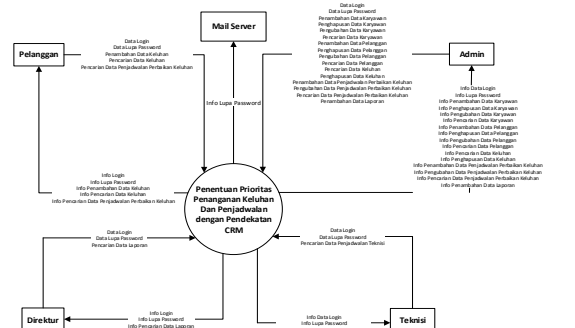 Data Login
Data Lupa Password
Penambahan Data Karyawan
Penghapusan Data Karyawan
Pengubahan Data Karyawan
Pencarian Data Karyawan
Penambahan Data Pelanggan
Penghapusan Data Pelanggan
Pengubahan Data Pelanggan
Pencarian Data Pelanggan
Pencarian Data Keluhan
Penghapusan Data Keluhan
Penambahan Data Penjadwalan Perbaikan Keluhan
Pengubahan Data Penjadwalan Perbaikan Keluhan
Pencarian Data Penjadwalan Perbaikan Keluhan
Penambahan Data Laporan
Mail Server
Pelanggan
Data Login
Data Lupa Password
Penambahan Data Keluhan
Pencarian Data Keluhan
Pencarian Data Penjadwalan Perbaikan Keluhan
Admin
Info Lupa Password
Info Data Login
Info Lupa Password
Info Penambahan Data Karyawan
Info Penghapusan Data Karyawan
Info Pengubahan Data Karyawan
Info Pencarian Data Karyawan
Info Penambahan Data Pelanggan
Info Penghapusan Data Pelanggan
Info Pengubahan Data Pelanggan
Info Pencarian Data Pelanggan
Info Pencarian Data Keluhan
Info Penghapusan Data Keluhan
Info Penambahan Data Penjadwalan Perbaikan Keluhan
Info Pengubahan Data Penjadwalan Perbaikan Keluhan
Info Pencarian Data Penjadwalan Perbaikan Keluhan
Info Penambahan Data Laporan
Info Login
Info Lupa Password
Info Penambahan Data Keluhan
Info Pencarian Data Keluhan
Info Pencarian Data Penjadwalan Perbaikan Keluhan
Penentuan Prioritas
Penanganan Keluhan
Dan Penjadwalan
dengan Pendekatan
CRM
Data Login
Data Lupa Password
Pencarian Data Laporan
Data Login
Data Lupa Password
Pencarian Data Penjadwalan Teknisi
Direktur
Info Login
Info Lupa Password
Info Pencarian Data Laporan
Info Data Login
Info Lupa Password
Teknisi